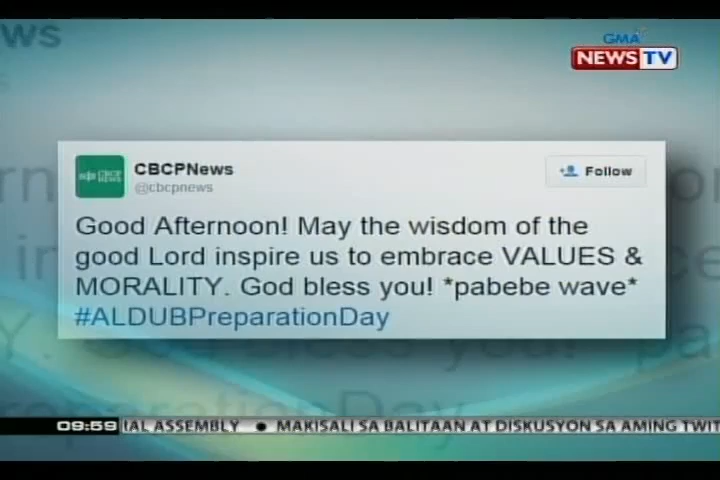 ws
GMA
NEWS TV
CBCPNews
@cbcpnews
Follow
Good Afternoon! May the wisdom of the
good Lord inspire us to embrace VALUES &
MORALITY. God bless you! *pabebe wave*
#ALDUBPreparationDay
09:59 IAL ASSEMBLY ● MAKISALI SA BALITAAN AT DISKUSYON SA AMING TWIT